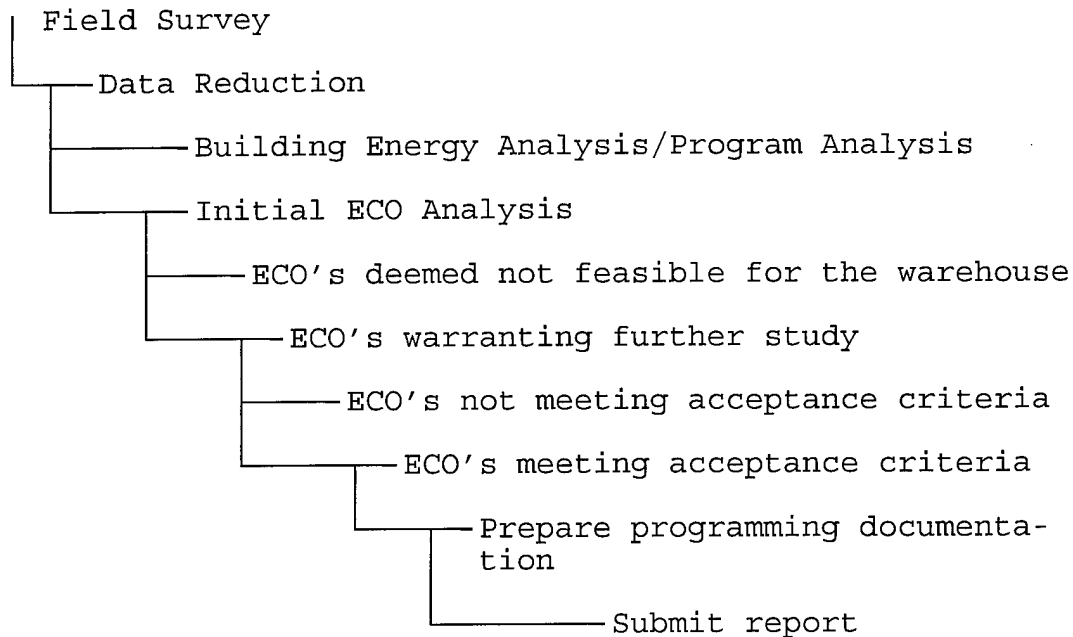 Field Survey
Data Reduction
Building Energy Analysis/Program Analysis
Initial ECO Analysis
ECO's deemed not feasible for the warehouse
ECO's warranting further study
ECO's not meeting acceptance criteria
ECO's meeting acceptance criteria
Prepare programming documenta-
tion
Submit report